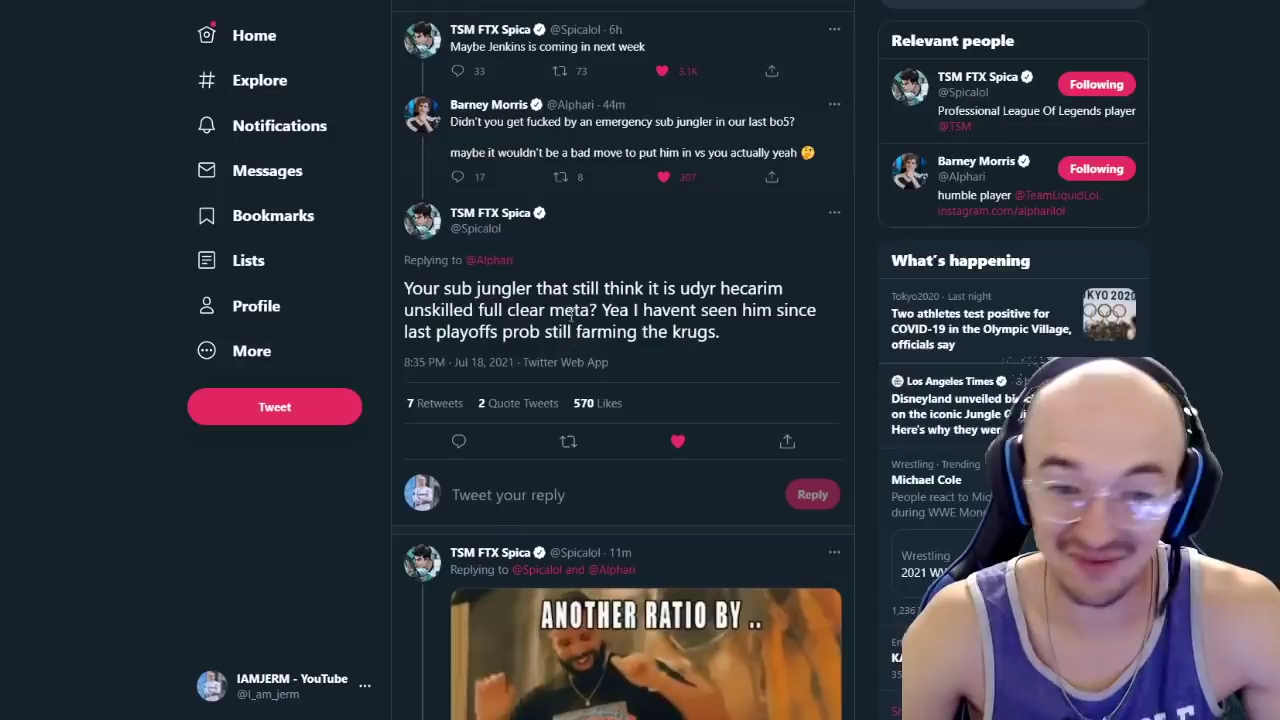 Home
Explore
Notifications
Messages
Bookmarks
Lists
Profile
More
Tweet
IAMJERM - YouTube
@I_am_jerm
TSM FTX Spica @Spicalol · 6h
Maybe Jenkins is coming in next week
33 73 3.1K
Barney Morris @Alphari · 44m
Didn't you get fucked by an emergency sub jungler in our last bo5?
maybe it wouldn't be a bad move to put him in vs you actually yeah 🤔
17 8 307
TSM FTX Spica
@Spicalol
Replying to @Alphari
Your sub jungler that still think it is udyr hecarim
unskilled full clear meta? Yea I havent seen him since
last playoffs prob still farming the krugs.
8:35 PM · Jul 18, 2021 · Twitter Web App
7 Retweets 2 Quote Tweets 570 Likes
Tweet your reply
Reply
TSM FTX Spica @Spicalol · 11m
Replying to @Spicalol and @Alphari
ANOTHER RATIO BY ..
Relevant people
TSM FTX Spica
@Spicalol
Following
Professional League Of Legends player
@TSM
Barney Morris
@Alphari
Following
humble player @TeamLiquidLoL
instagram.com/alpharilol
What's happening
Tokyo2020 · Last night
Two athletes test positive for
COVID-19 in the Olympic Village,
officials say
Los Angeles Times
Disneyland unveiled
on the iconic Jungle
Here's why they
Wrestling · Trending
Michael Cole
People react to
during WWE
Wrestling
2021